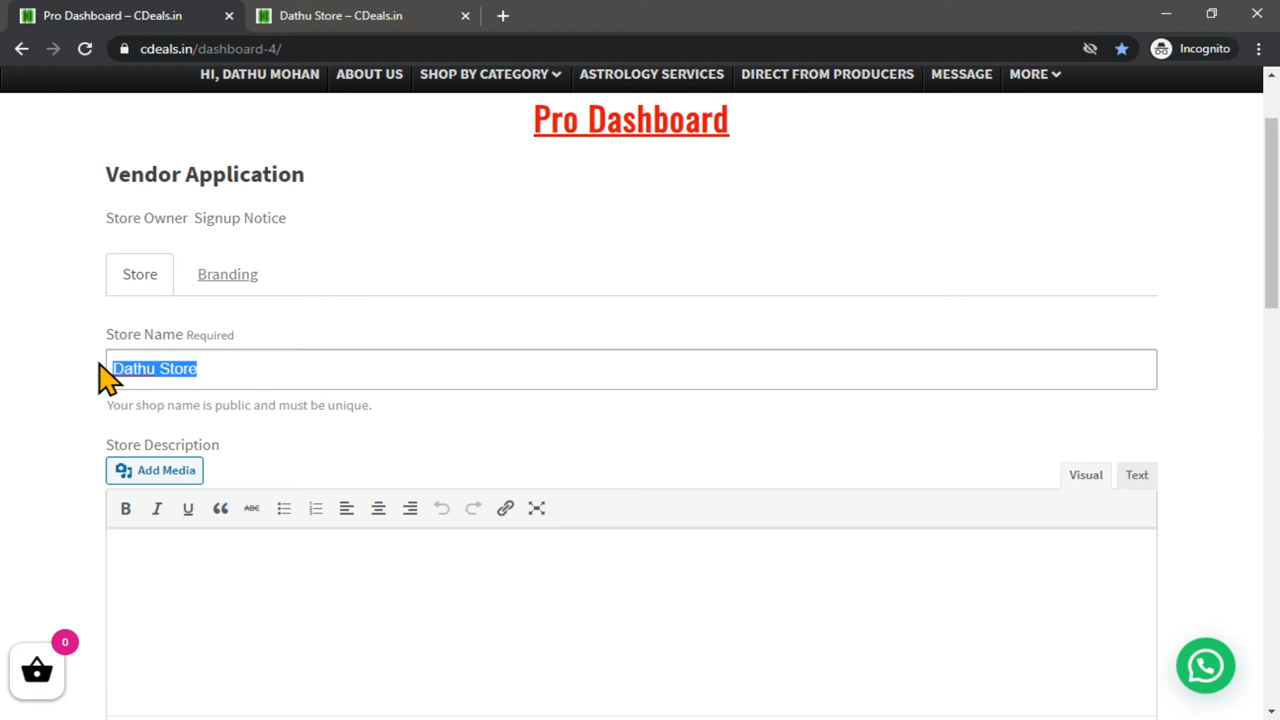 Pro Dashboard – CDeals.in
Dathu Store – CDeals.in
cdeals.in/dashboard-4/
Incognito
HI, DATHU MOHAN ABOUT US SHOP BY CATEGORY ASTROLOGY SERVICES DIRECT FROM PRODUCERS MESSAGE MORE
Pro Dashboard
Vendor Application
Store Owner Signup Notice
Store Branding
Store Name Required
Dathu Store
Your shop name is public and must be unique.
Store Description
Add Media
Visual Text
B I U ABC
0